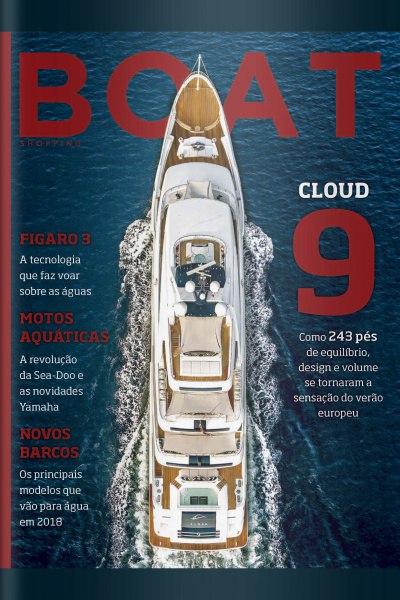 BOAT
SHOPPING
CLOUD
9
Como 243 pés
de equilíbrio,
design e volume
se tornaram a
sensação do verão
europeu
FIGARO 3
A tecnologia
que faz voar
sobre as águas
MOTOS
AQUÁTICAS
A revolução
da Sea-Doo e
as novidades
Yamaha
NOVOS
BARCOS
Os principais
modelos que
vão para água
em 2018